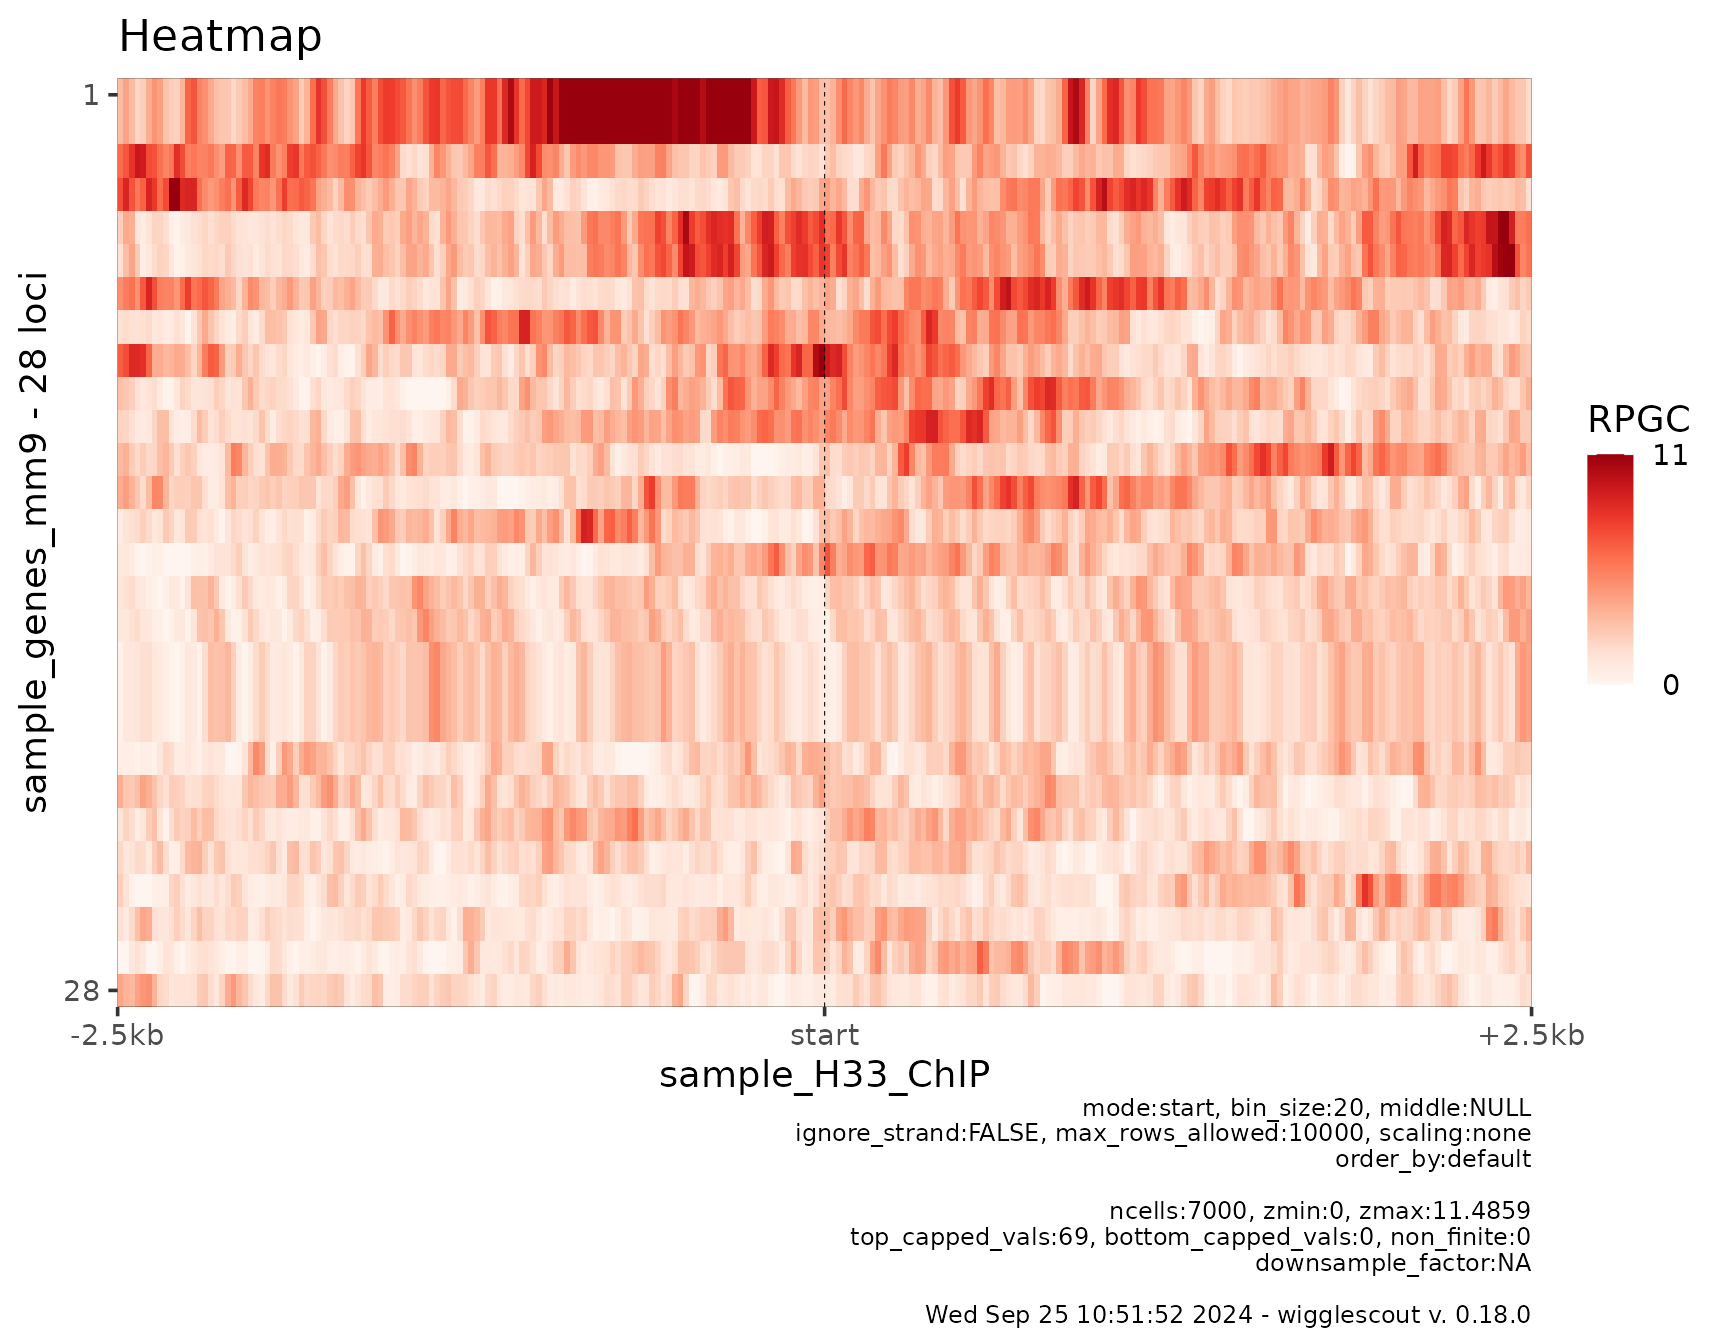 Heatmap
1
sample_genes_mm9 - 28 loci
28
-2.5kb
start
+2.5kb
sample_H33_ChIP
RPGC
11
0
mode:start, bin_size:20, middle:NULL
ignore_strand:FALSE, max_rows_allowed:10000, scaling:none
order_by:default
ncells:7000, zmin:0, zmax:11.4859
top_capped_vals:69, bottom_capped_vals:0, non_finite:0
downsample_factor:NA
Wed Sep 25 10:51:52 2024 - wigglescout v. 0.18.0